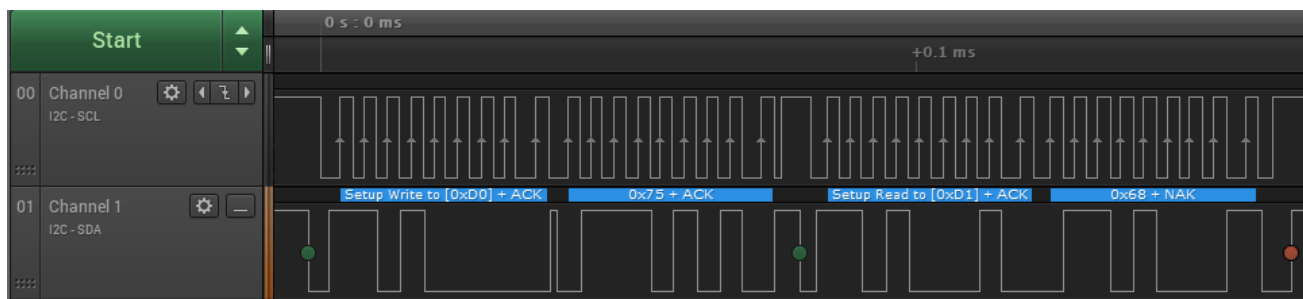 Start
0 s : 0 ms
+0.1 ms
00 Channel 0
I2C - SCL
Setup Write to [0xD0] + ACK 0x75 + ACK Setup Read to [0xD1] + ACK 0x68 + NAK
01 Channel 1
I2C - SDA